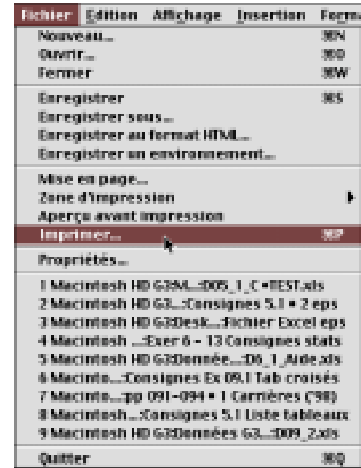 Fichier Edition Affichage Insertion Form
Nouveau... ⌘N
Ouvrir... ⌘O
Fermer ⌘W
Enregistrer ⌘S
Enregistrer sous...
Enregistrer au format HTML...
Enregistrer un environnement...
Mise en page...
Zone d'impression
Aperçu avant impression
Imprimer... ⌘P
Propriétés...
1 Macintosh HD G3:M...:D05_1_C•TEST.xls
2 Macintosh HD G3...:Consignes 5.1 • 2 eps
3 Macintosh HD G3:Desk...:Fichier Excel eps
4 Macintosh ...:Exer 6 - 13 Consignes stats
5 Macintosh HD G3:Donnée...:D6_1_Aide.xls
6 Macinto...:Consignes Ex 09.1 Tab croisés
7 Macinto...:pp 091-094 • 1 Carrières ('98)
8 Macintosh...:Consignes 5.1 Liste tableaux
9 Macintosh HD G3:Données G3...:D09_2.xls
Quitter ⌘Q